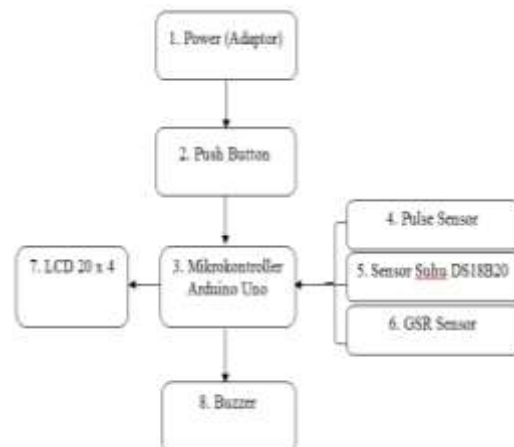 1. Power (Adaptor)
2. Push Button
3. Mikrokontroller
Arduino Uno
4. Pulse Sensor
5. Sensor Suhu DS18B20
6. GSR Sensor
7. LCD 20 x 4
8. Buzzer